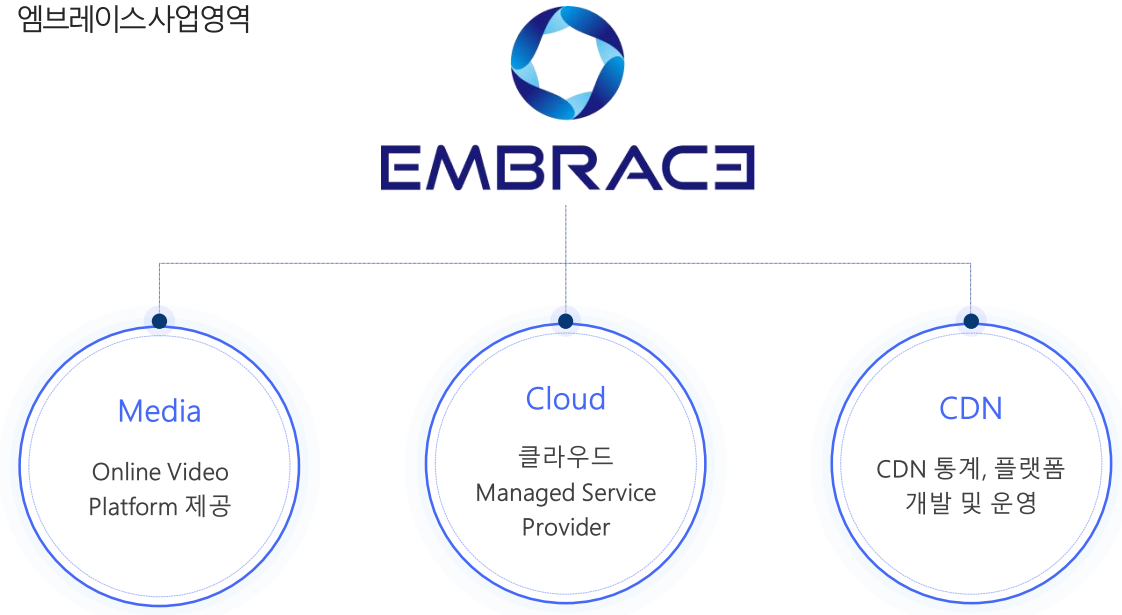 엠브레이스 사업영역
EMBRACE
Media
Online Video
Platform 제공
Cloud
클라우드
Managed Service
Provider
CDN
CDN 통계, 플랫폼
개발 및 운영